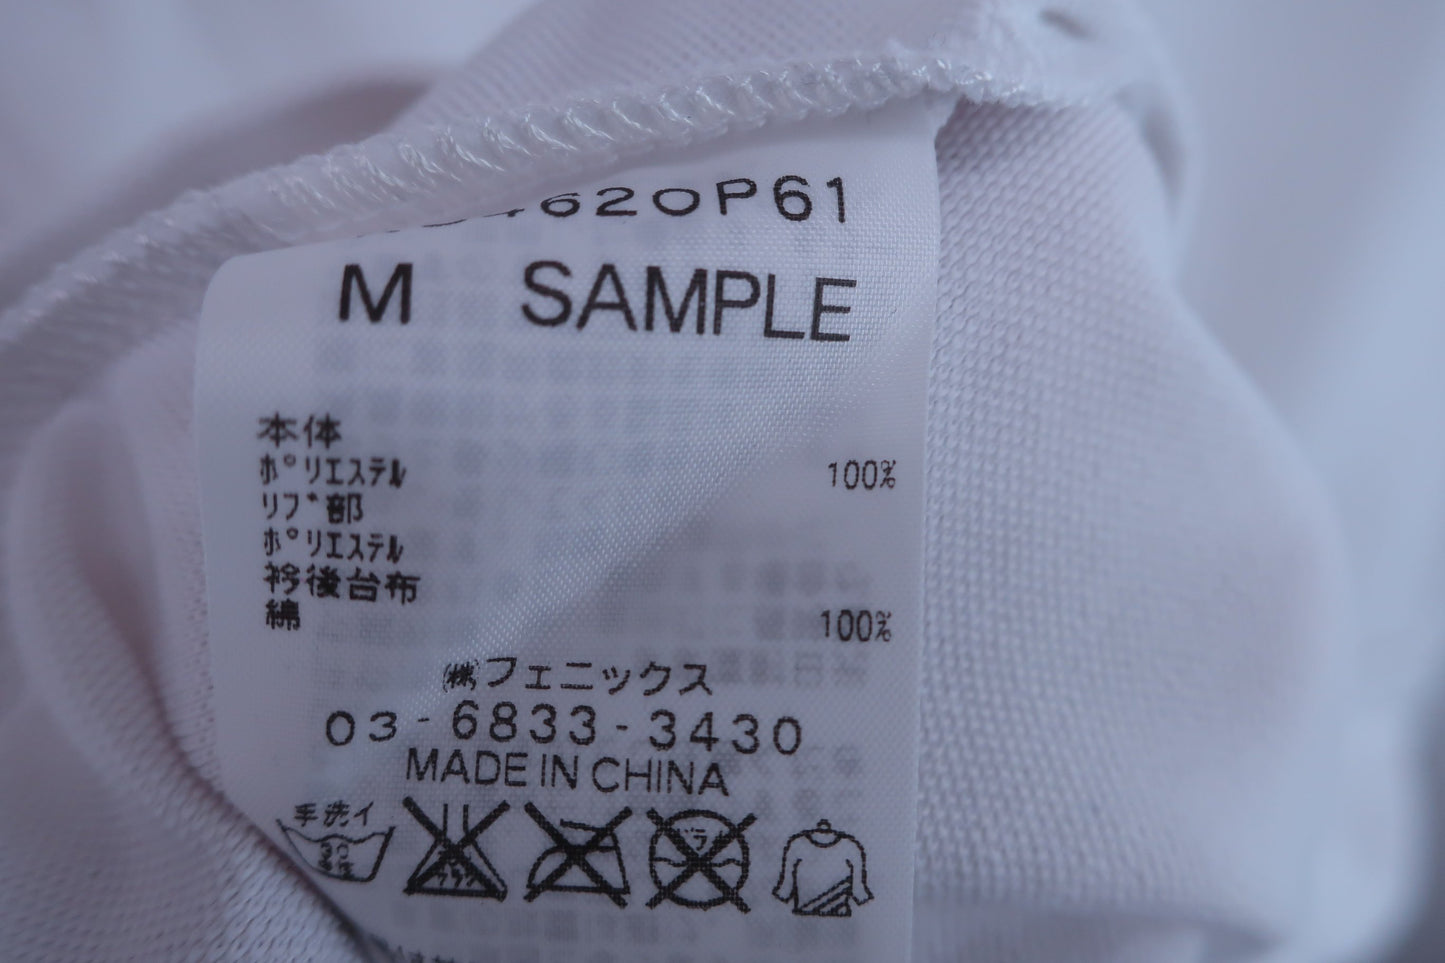 4620P61
M SAMPLE
本体
ポリエステル 100%
リブ部
ポリエステル
衿後台布
綿 100%
㈱フェニックス
03-6833-3430
MADE IN CHINA
手洗イ
30